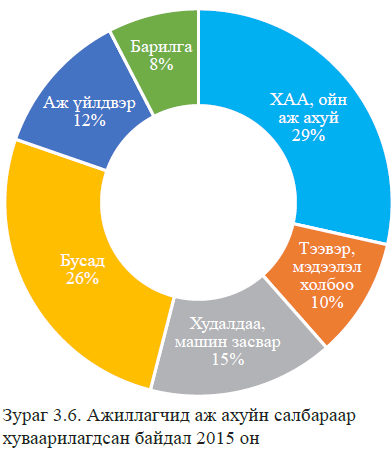 Барилга
8%
ХАА, ойн
аж ахуй
29%
Аж үйлдвэр
12%
Тээвэр,
мэдээлэл
холбоо
10%
Бусад
26%
Худалдаа,
машин засвар
15%
Зураг 3.6. Ажиллагчид аж ахуйн салбараар
хуваарилагдсан байдал 2015 он